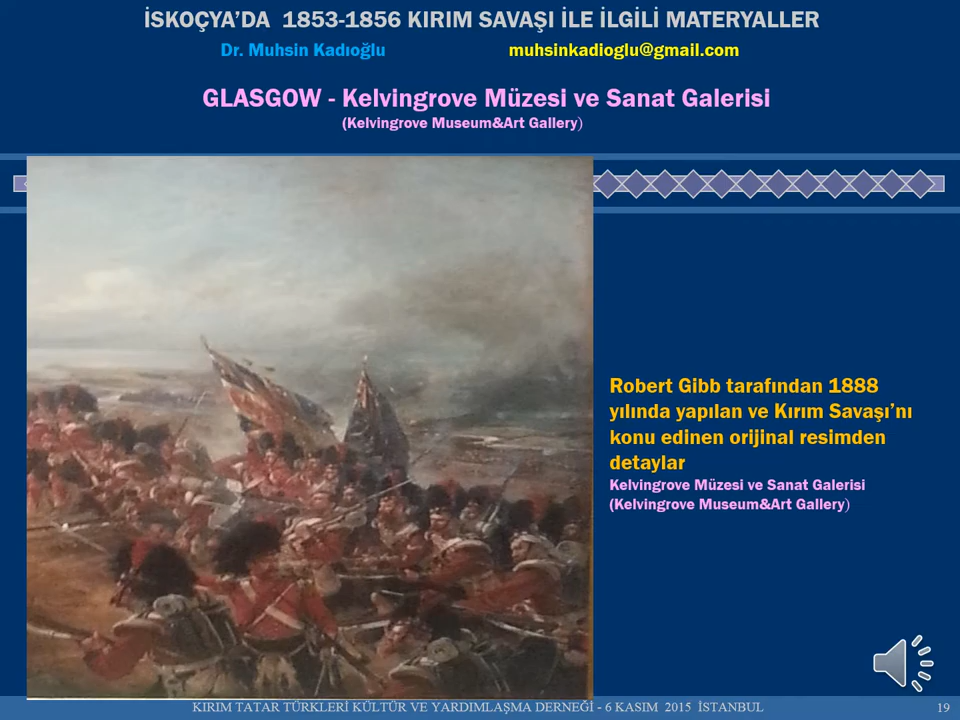 İSKOÇYA’DA 1853-1856 KIRIM SAVAŞI İLE İLGİLİ MATERYALLER
Dr. Muhsin Kadıoğlu muhsinkadioglu@gmail.com
GLASGOW - Kelvingrove Müzesi ve Sanat Galerisi
(Kelvingrove Museum&Art Gallery)
Robert Gibb tarafından 1888
yılında yapılan ve Kırım Savaşı’nı
konu edinen orijinal resimden
detaylar
Kelvingrove Müzesi ve Sanat Galerisi
(Kelvingrove Museum&Art Gallery)
KIRIM TATAR TÜRKLERİ KÜLTÜR VE YARDIMLAŞMA DERNEĞİ - 6 KASIM 2015 İSTANBUL 19